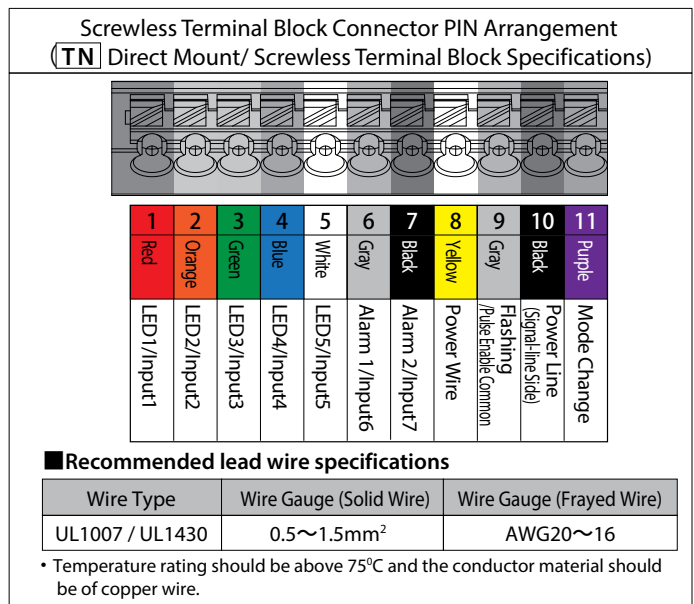 Screwless Terminal Block Connector PIN Arrangement
(TN Direct Mount/ Screwless Terminal Block Specifications)
1 2 3 4 5 6 7 8 9 10 11
Red Orange Green Blue White Gray Black Yellow Gray Black Purple
LED1/Input1
LED2/Input2
LED3/Input3
LED4/Input4
LED5/Input5
Alarm 1/Input6
Alarm 2/Input7
Power Wire
Flashing
/Pulse Enable Common
Power Line
(Signal-line Side)
Mode Change
■Recommended lead wire specifications
Wire Type Wire Gauge (Solid Wire) Wire Gauge (Frayed Wire)
UL1007 / UL1430 0.5〜1.5mm² AWG20〜16
• Temperature rating should be above 75⁰C and the conductor material should
be of copper wire.